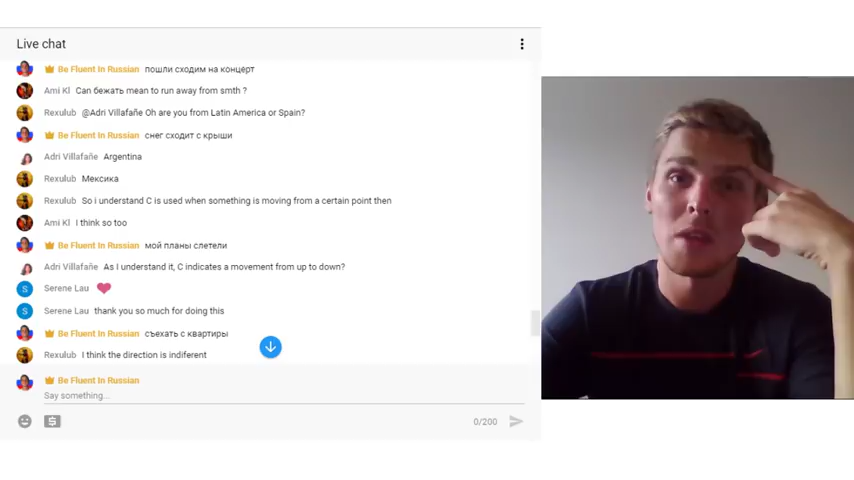 Live chat
Be Fluent In Russian пошли сходим на концерт
Ami Kl Can бежать mean to run away from smth ?
Rexulub @Adri Villafañe Oh are you from Latin America or Spain?
Be Fluent In Russian снег сходит с крыши
Adri Villafañe Argentina
Rexulub Мексика
Rexulub So i understand C is used when something is moving from a certain point then
Ami Kl I think so too
Be Fluent In Russian мой планы слетели
Adri Villafañe As I understand it, C indicates a movement from up to down?
S Serene Lau
S Serene Lau thank you so much for doing this
Be Fluent In Russian съехать с квартиры
Rexulub I think the direction is indiferent
Be Fluent In Russian
Say something...
0/200